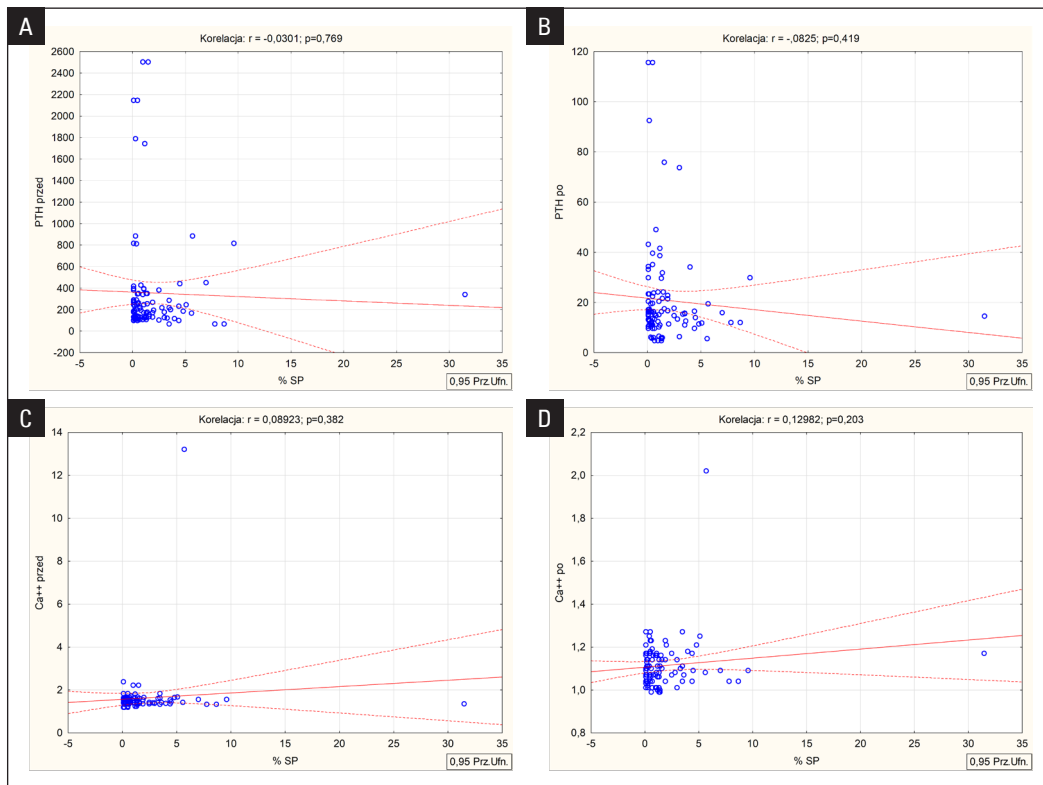 A
Korelacja: r = -0,0301; p=0,769
2600
2400
2200
2000
1800
1600
1400
1200
1000
800
600
400
200
0
-200
PTH przed
-5 0 5 10 15 20 25 30 35
% SP
0,95 Prz.Ufn.
B
Korelacja: r = -,0825; p=0,419
120
100
80
60
40
20
0
PTH po
-5 0 5 10 15 20 25 30 35
% SP
0,95 Prz.Ufn.
C
Korelacja: r = 0,08923; p=0,382
14
12
10
8
6
4
2
0
Ca++ przed
-5 0 5 10 15 20 25 30 35
% SP
0,95 Prz.Ufn.
D
Korelacja: r = 0,12982; p=0,203
2,2
2,0
1,8
1,6
1,4
1,2
1,0
0,8
Ca++ po
-5 0 5 10 15 20 25 30 35
% SP
0,95 Prz.Ufn.